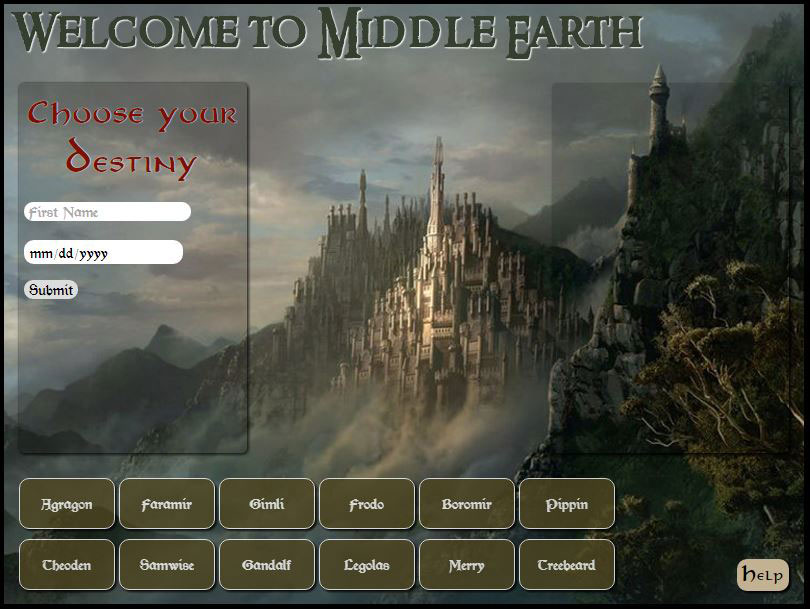 Welcome to Middle Earth
Choose your
Destiny
First Name
mm/dd/yyyy
Submit
Agragon Faramir Gimli Frodo Boromir Pippin
Theoden Samwise Gandalf Legolas Merry Treebeard
Help